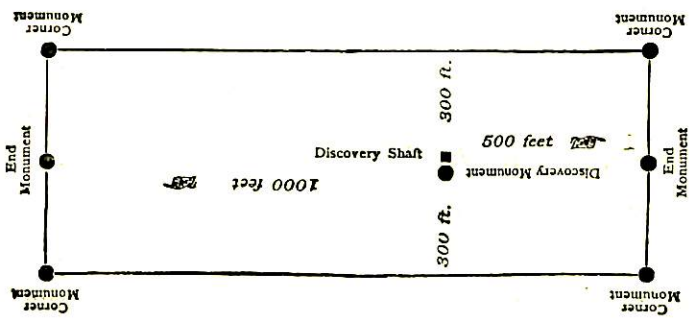 Corner
Monument
Corner
Monument
300 ft.
500 feet
End
Monument
Discovery Shaft
Discovery Monument
End
Monument
1000 feet
300 ft.
Corner
Monument
Corner
Monument